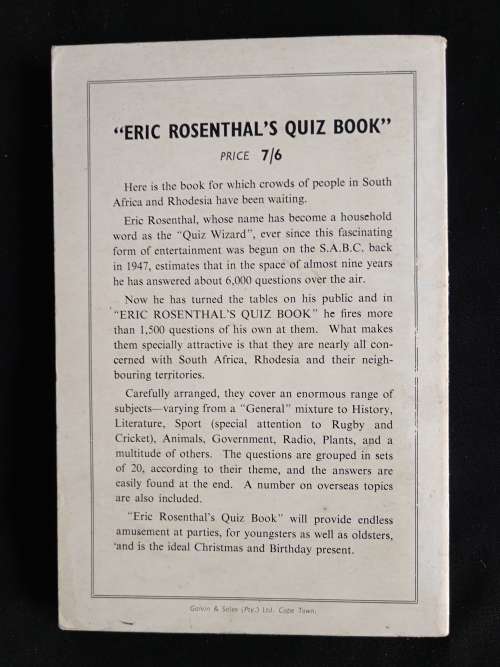 “ERIC ROSENTHAL'S QUIZ BOOK”
PRICE 7/6
Here is the book for which crowds of people in South
Africa and Rhodesia have been waiting.
Eric Rosenthal, whose name has become a household
word as the “Quiz Wizard”, ever since this fascinating
form of entertainment was begun on the S.A.B.C. back
in 1947, estimates that in the space of almost nine years
he has answered about 6,000 questions over the air.
Now he has turned the tables on his public and in
“ERIC ROSENTHAL'S QUIZ BOOK” he fires more
than 1,500 questions of his own at them. What makes
them specially attractive is that they are nearly all con-
cerned with South Africa, Rhodesia and their neigh-
bouring territories.
Carefully arranged, they cover an enormous range of
subjects—varying from a “General” mixture to History,
Literature, Sport (special attention to Rugby and
Cricket), Animals, Government, Radio, Plants, and a
multitude of others. The questions are grouped in sets
of 20, according to their theme, and the answers are
easily found at the end. A number on overseas topics
are also included.
“Eric Rosenthal's Quiz Book” will provide endless
amusement at parties, for youngsters as well as oldsters,
and is the ideal Christmas and Birthday present.
Galvin & Sales (Pty.) Ltd. Cape Town.